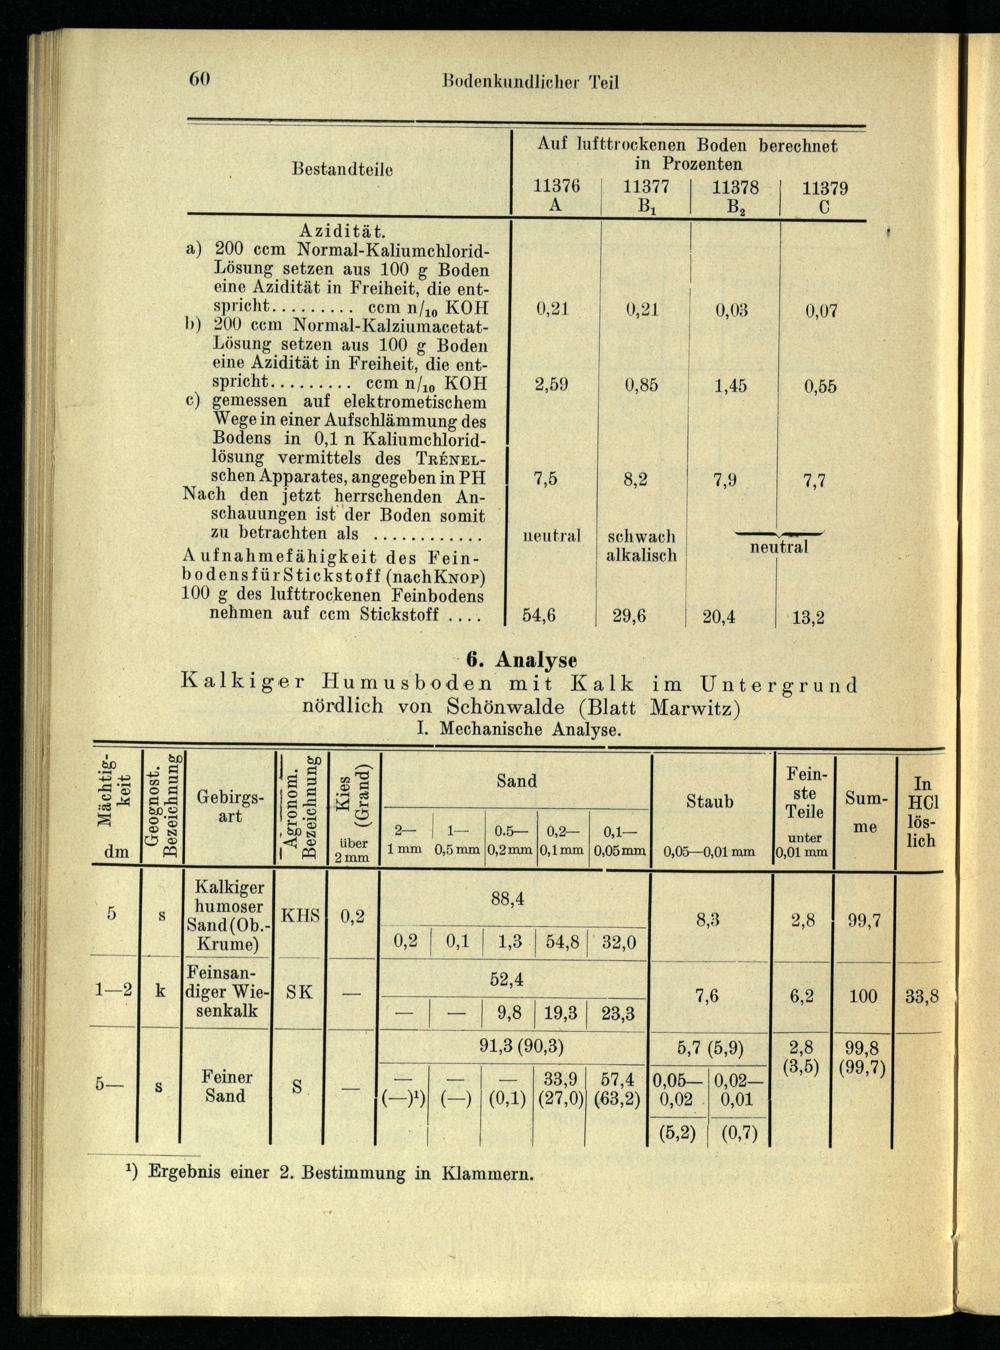 60
Bodenkundlicher Teil
Bestandteile
Auf lufttrockenen Boden berechnet
in Prozenten
11376 11377 11378 11379
A B₁ B₂ C
Azidität.
a) 200 ccm Normal-Kaliumchlorid-
Lösung setzen aus 100 g Boden
eine Azidität in Freiheit, die ent-
spricht......... ccm n/₁₀ KOH 0,21 0,21 0,03 0,07
b) 200 ccm Normal-Kalziumacetat-
Lösung setzen aus 100 g Boden
eine Azidität in Freiheit, die ent-
spricht......... ccm n/₁₀ KOH 2,59 0,85 1,45 0,55
c) gemessen auf elektrometischem
Wege in einer Aufschlämmung des
Bodens in 0,1 n Kaliumchlorid-
lösung vermittels des TRÉNEL-
schen Apparates, angegeben in PH 7,5 8,2 7,9 7,7
Nach den jetzt herrschenden An-
schauungen ist der Boden somit
zu betrachten als ............ neutral schwach alkalisch neutral
Aufnahmefähigkeit des Fein-
bodens für Stickstoff (nach KNOP)
100 g des lufttrockenen Feinbodens
nehmen auf ccm Stickstoff .... 54,6 29,6 20,4 13,2
6. Analyse
Kalkiger Humusboden mit Kalk im Untergrund
nördlich von Schönwalde (Blatt Marwitz)
I. Mechanische Analyse.
Mächtig-
keit
dm
Geognost.
Bezeichnung
Gebirgs-
art
Agronom.
Bezeichnung
Kies
(Grand)
über
2 mm
Sand
2— 1— 0.5— 0,2— 0,1—
1 mm 0,5 mm 0,2 mm 0,1 mm 0,05 mm
Staub
0,05—0,01 mm
Fein-
ste
Teile
unter
0,01 mm
Sum-
me
In
HCl
lös-
lich
5 s
Kalkiger
humoser
Sand (Ob.-
Krume)
KHS 0,2
88,4
0,2 0,1 1,3 54,8 32,0
8,3 2,8 99,7
1—2 k
Feinsan-
diger Wie-
senkalk
SK —
52,4
— — 9,8 19,3 23,3
7,6 6,2 100 33,8
5— s
Feiner
Sand
S —
91,3 (90,3)
— — — 33,9 57,4
(—)¹) (—) (0,1) (27,0) (63,2)
5,7 (5,9)
0,05— 0,02—
0,02 0,01
(5,2) (0,7)
2,8
(3,5)
99,8
(99,7)
¹) Ergebnis einer 2. Bestimmung in Klammern.